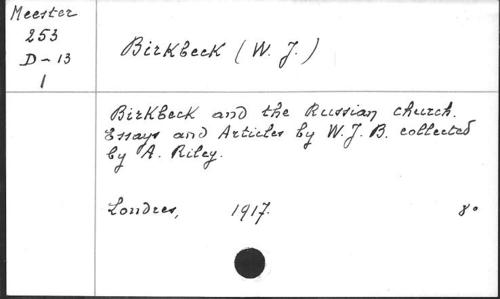 Meester
253
D - 13
1
Birkbeck (W. J.)
Birkbeck and the Russian church.
Essays and Articles by W. J. B. collected
by A. Riley.
Londres, 1917. 8°